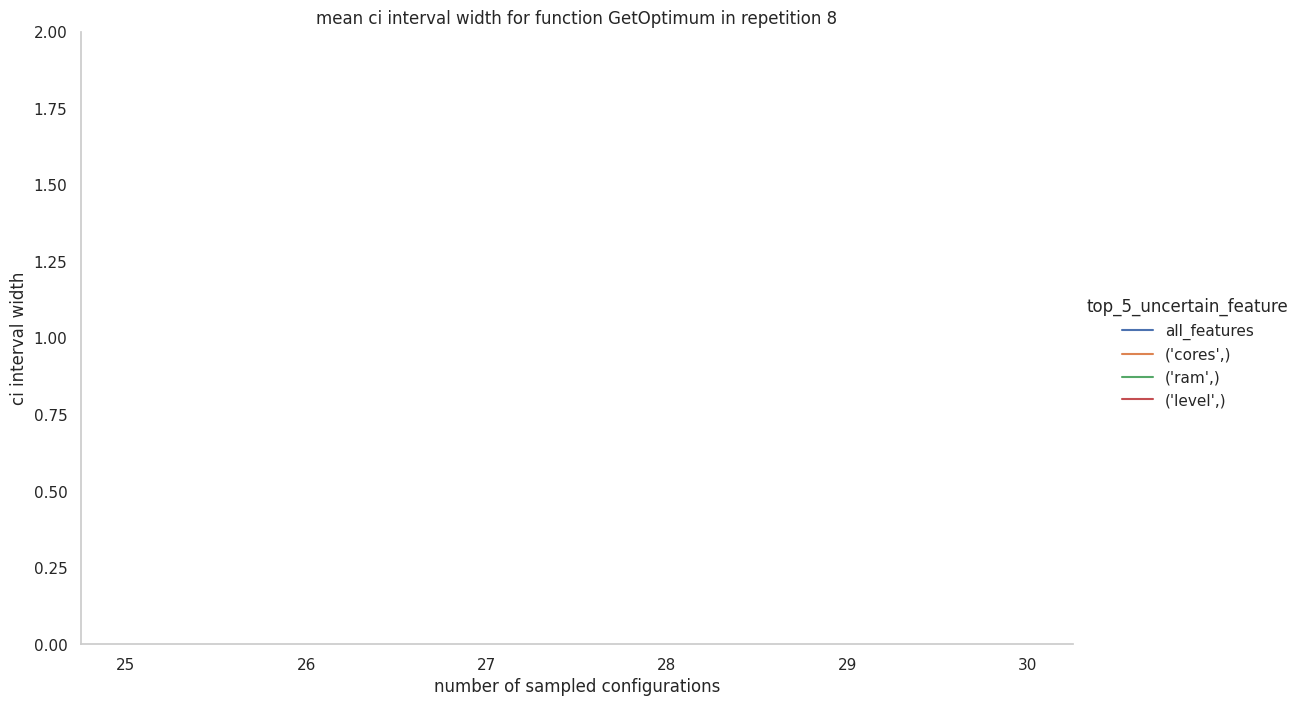 mean ci interval width for function GetOptimum in repetition 8
2.00
1.75
1.50
1.25
1.00
0.75
0.50
0.25
0.00
ci interval width
25 26 27 28 29 30
number of sampled configurations
top_5_uncertain_feature
all_features
('cores',)
('ram',)
('level',)